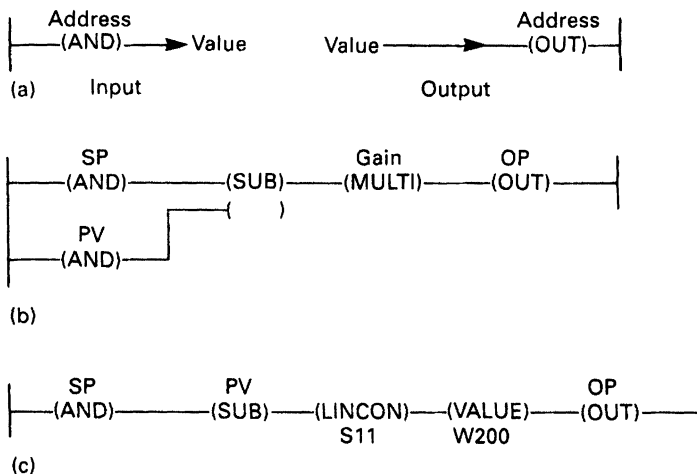 Address Address
(AND) Value Value (OUT)
(a) Input Output
SP Gain OP
(AND) (SUB) (MULTI) (OUT)
( )
PV
(AND)
(b)
SP PV OP
(AND) (SUB) (LINCON) (VALUE) (OUT)
S11 W200
(c)